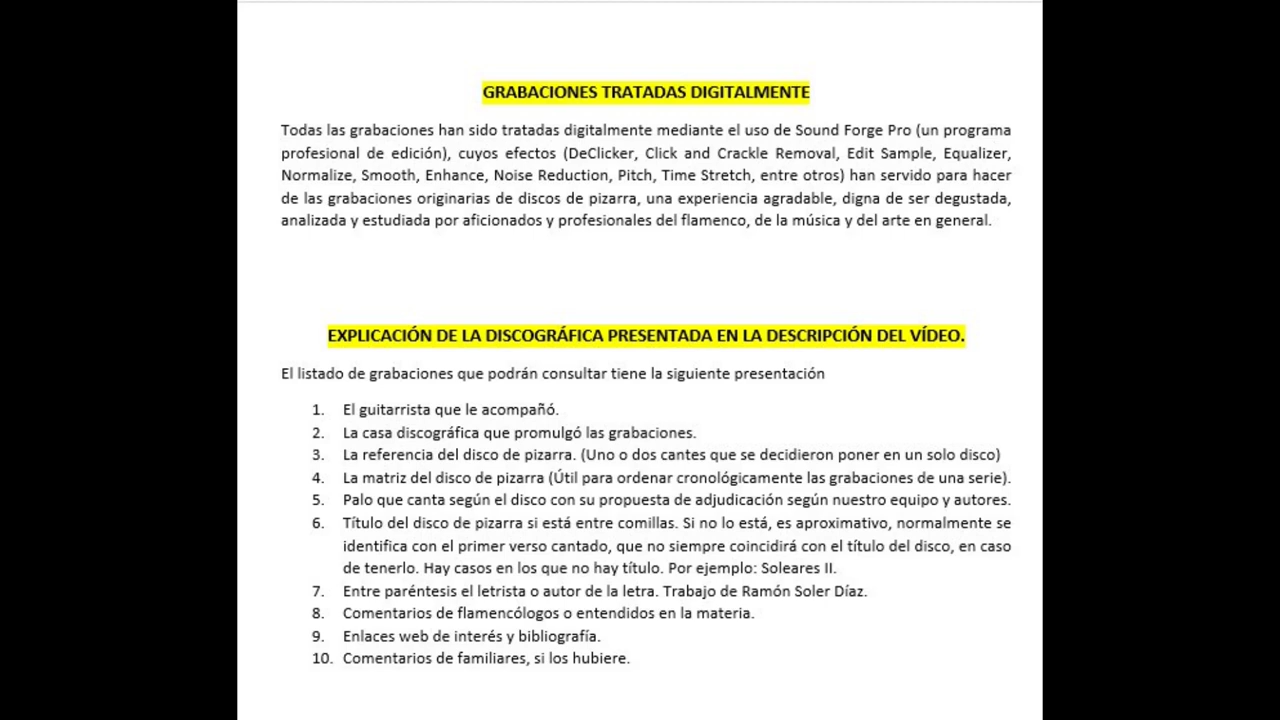 GRABACIONES TRATADAS DIGITALMENTE
Todas las grabaciones han sido tratadas digitalmente mediante el uso de Sound Forge Pro (un programa
profesional de edición), cuyos efectos (DeClicker, Click and Crackle Removal, Edit Sample, Equalizer,
Normalize, Smooth, Enhance, Noise Reduction, Pitch, Time Stretch, entre otros) han servido para hacer
de las grabaciones originarias de discos de pizarra, una experiencia agradable, digna de ser degustada,
analizada y estudiada por aficionados y profesionales del flamenco, de la música y del arte en general.
EXPLICACIÓN DE LA DISCOGRÁFICA PRESENTADA EN LA DESCRIPCIÓN DEL VÍDEO.
El listado de grabaciones que podrán consultar tiene la siguiente presentación
1. El guitarrista que le acompañó.
2. La casa discográfica que promulgó las grabaciones.
3. La referencia del disco de pizarra. (Uno o dos cantes que se decidieron poner en un solo disco)
4. La matriz del disco de pizarra (Útil para ordenar cronológicamente las grabaciones de una serie).
5. Palo que canta según el disco con su propuesta de adjudicación según nuestro equipo y autores.
6. Título del disco de pizarra si está entre comillas. Si no lo está, es aproximativo, normalmente se
identifica con el primer verso cantado, que no siempre coincidirá con el título del disco, en caso
de tenerlo. Hay casos en los que no hay título. Por ejemplo: Soleares II.
7. Entre paréntesis el letrista o autor de la letra. Trabajo de Ramón Soler Díaz.
8. Comentarios de flamencólogos o entendidos en la materia.
9. Enlaces web de interés y bibliografía.
10. Comentarios de familiares, si los hubiere.